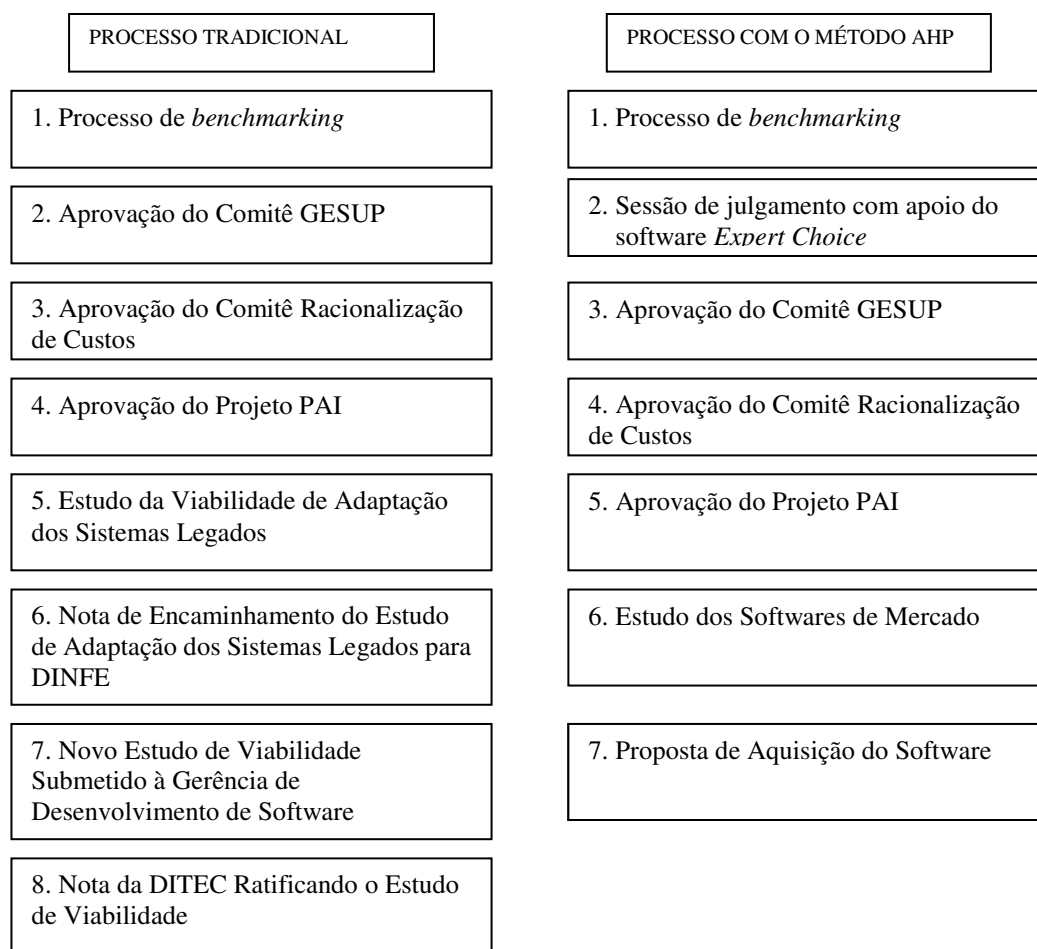 PROCESSO TRADICIONAL
1. Processo de benchmarking
2. Aprovação do Comitê GESUP
3. Aprovação do Comitê Racionalização
de Custos
4. Aprovação do Projeto PAI
5. Estudo da Viabilidade de Adaptação
dos Sistemas Legados
6. Nota de Encaminhamento do Estudo
de Adaptação dos Sistemas Legados para
DINFE
7. Novo Estudo de Viabilidade
Submetido à Gerência de
Desenvolvimento de Software
8. Nota da DITEC Ratificando o Estudo
de Viabilidade
PROCESSO COM O MÉTODO AHP
1. Processo de benchmarking
2. Sessão de julgamento com apoio do
software Expert Choice
3. Aprovação do Comitê GESUP
4. Aprovação do Comitê Racionalização
de Custos
5. Aprovação do Projeto PAI
6. Estudo dos Softwares de Mercado
7. Proposta de Aquisição do Software